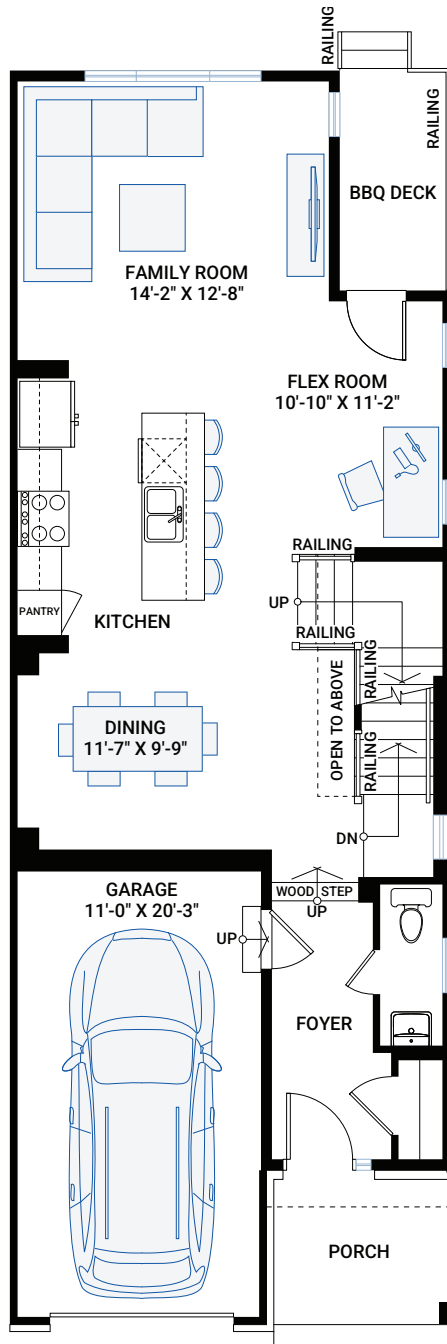 RAILING
RAILING
BBQ DECK
FAMILY ROOM
14'-2" X 12'-8"
FLEX ROOM
10'-10" X 11'-2"
RAILING
UP
PANTRY
KITCHEN
RAILING
RAILING
OPEN TO ABOVE
DINING
11'-7" X 9'-9"
RAILING
DN
GARAGE
11'-0" X 20'-3"
WOOD STEP
UP
UP
FOYER
PORCH